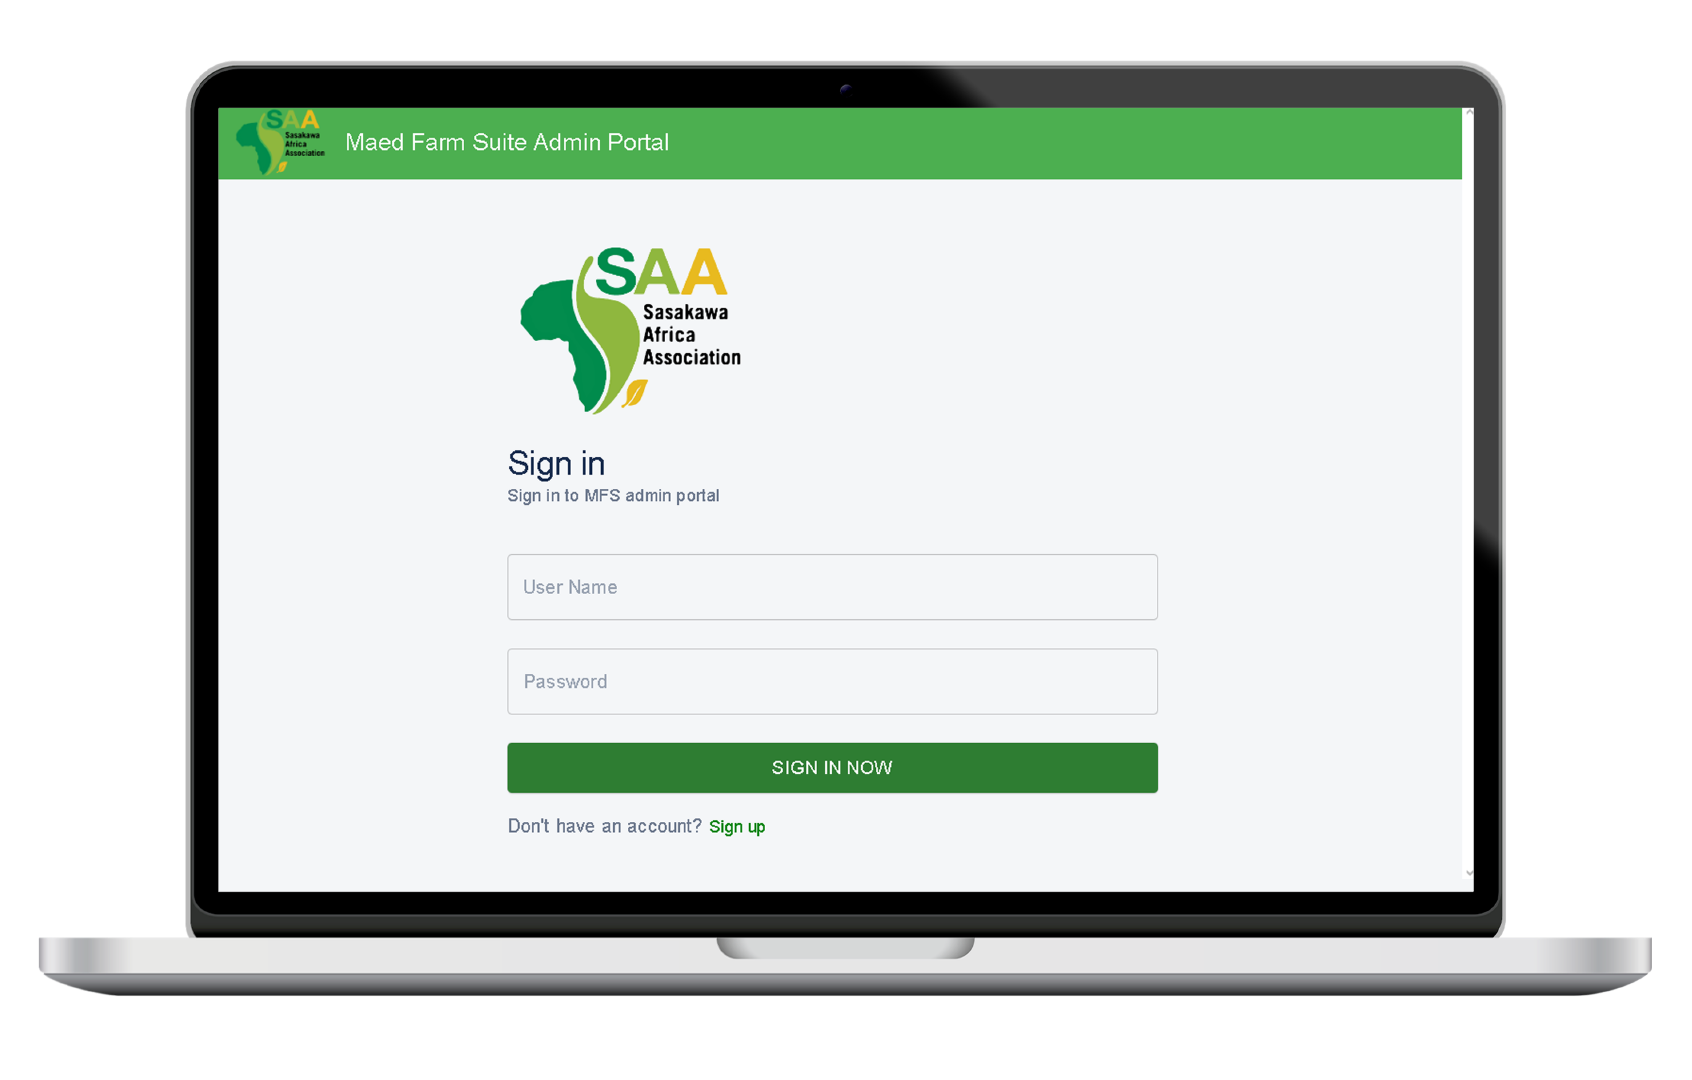 SAA
Sasakawa
Africa
Association
Maed Farm Suite Admin Portal
SAA
Sasakawa
Africa
Association
Sign in
Sign in to MFS admin portal
User Name
Password
SIGN IN NOW
Don't have an account? Sign up